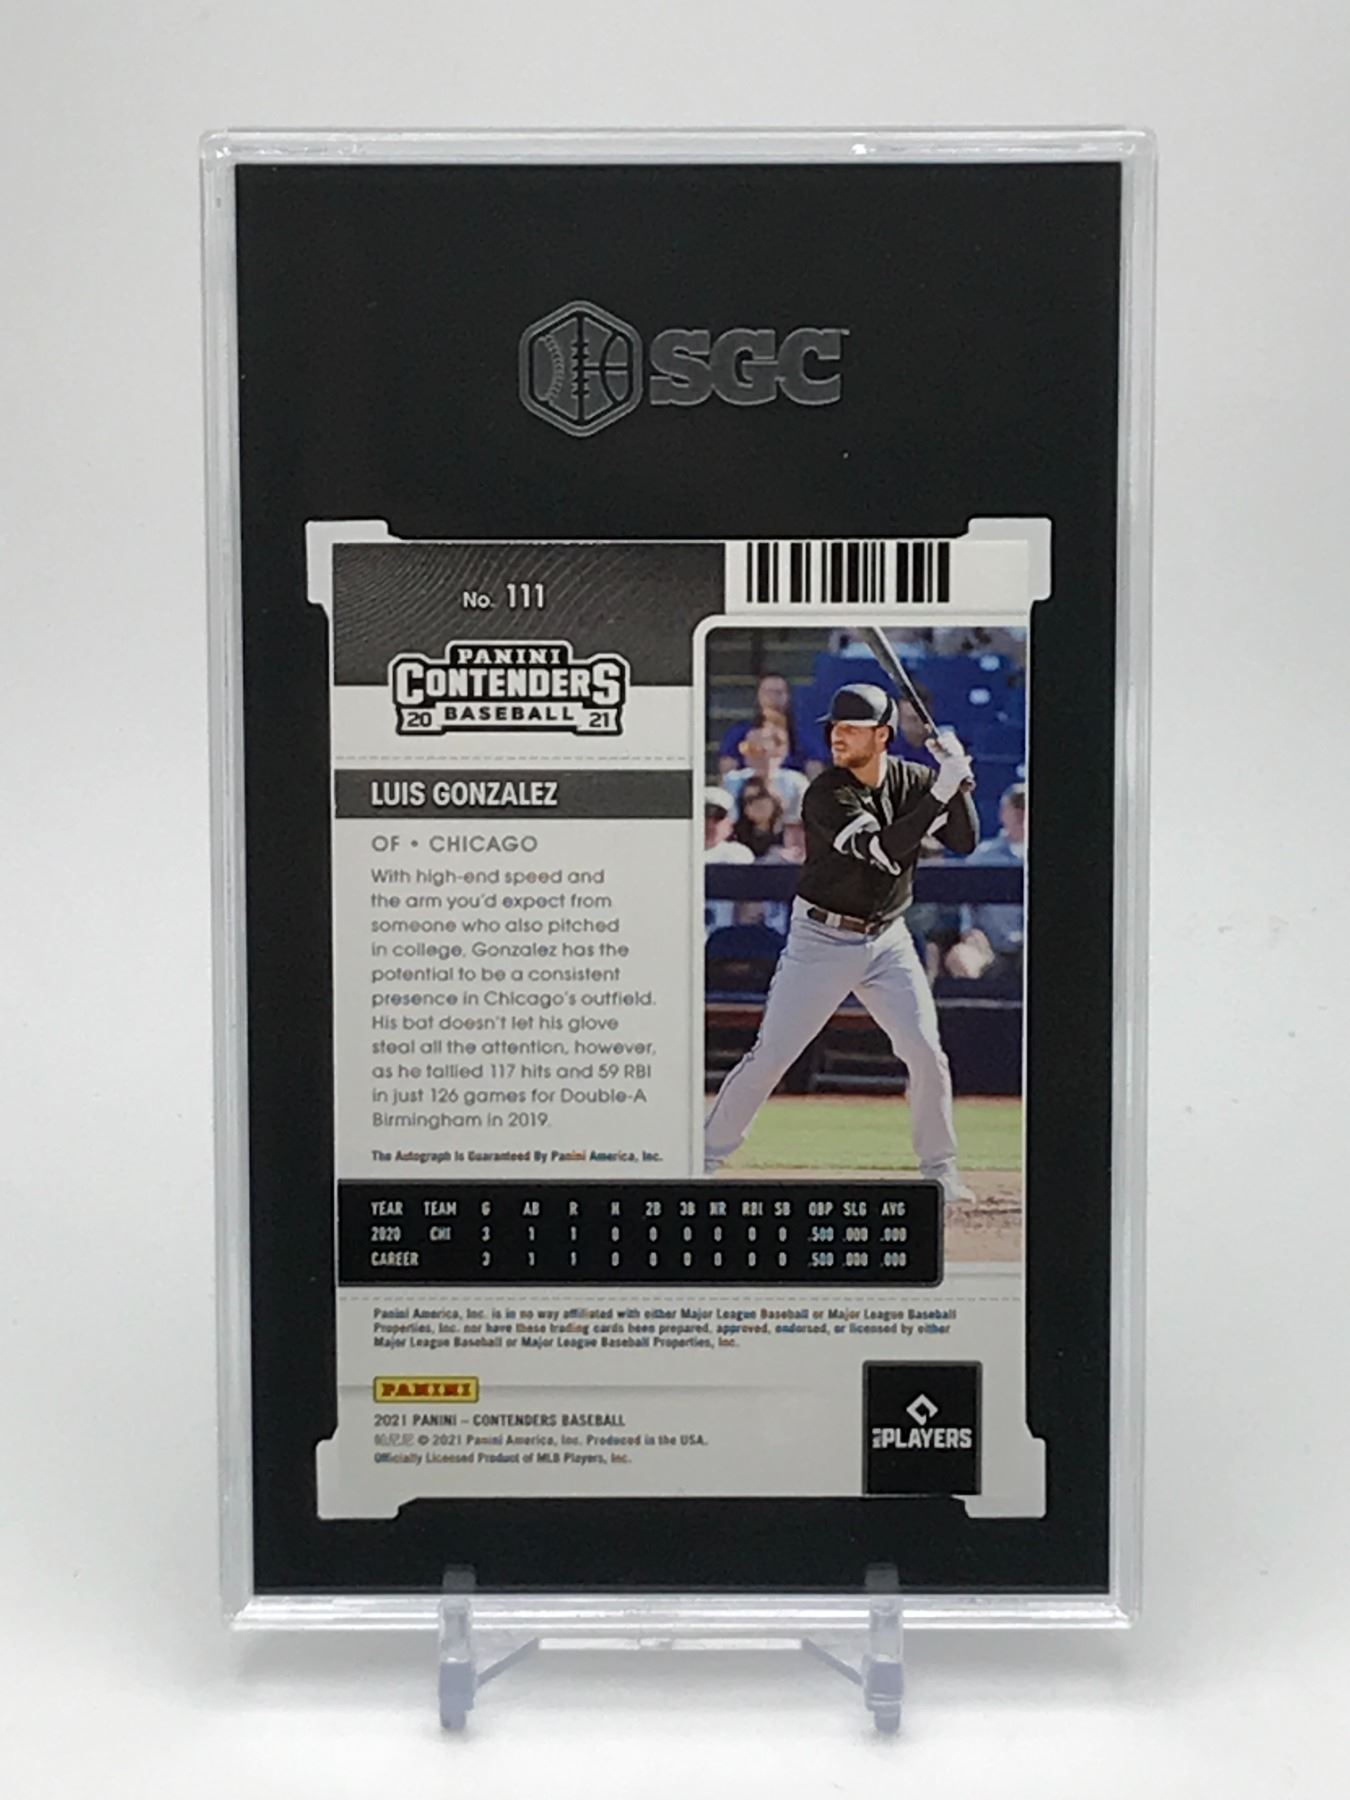 SGC
No. 111
PANINI
CONTENDERS
20 BASEBALL 21
LUIS GONZALEZ
OF • CHICAGO
With high-end speed and
the arm you'd expect from
someone who also pitched
in college, Gonzalez has the
potential to be a consistent
presence in Chicago's outfield.
His bat doesn't let his glove
steal all the attention, however,
as he tallied 117 hits and 59 RBI
in just 126 games for Double-A
Birmingham in 2019.
The Autograph Is Guaranteed By Panini America, Inc.
YEAR TEAM G AB R H 2B 3B HR RBI SB OBP SLG AVG
2020 CHI 3 1 1 0 0 0 0 0 0 .500 .000 .000
CAREER 3 1 1 0 0 0 0 0 0 .500 .000 .000
Panini America, Inc. is in no way affiliated with either Major League Baseball or Major League Baseball
Properties, Inc. nor have these trading cards been prepared, approved, endorsed, or licensed by either
Major League Baseball or Major League Baseball Properties, Inc.
PANINI
2021 PANINI – CONTENDERS BASEBALL
帕尼尼 © 2021 Panini America, Inc. Produced in the USA.
Officially Licensed Product of MLB Players, Inc.
MLB PLAYERS